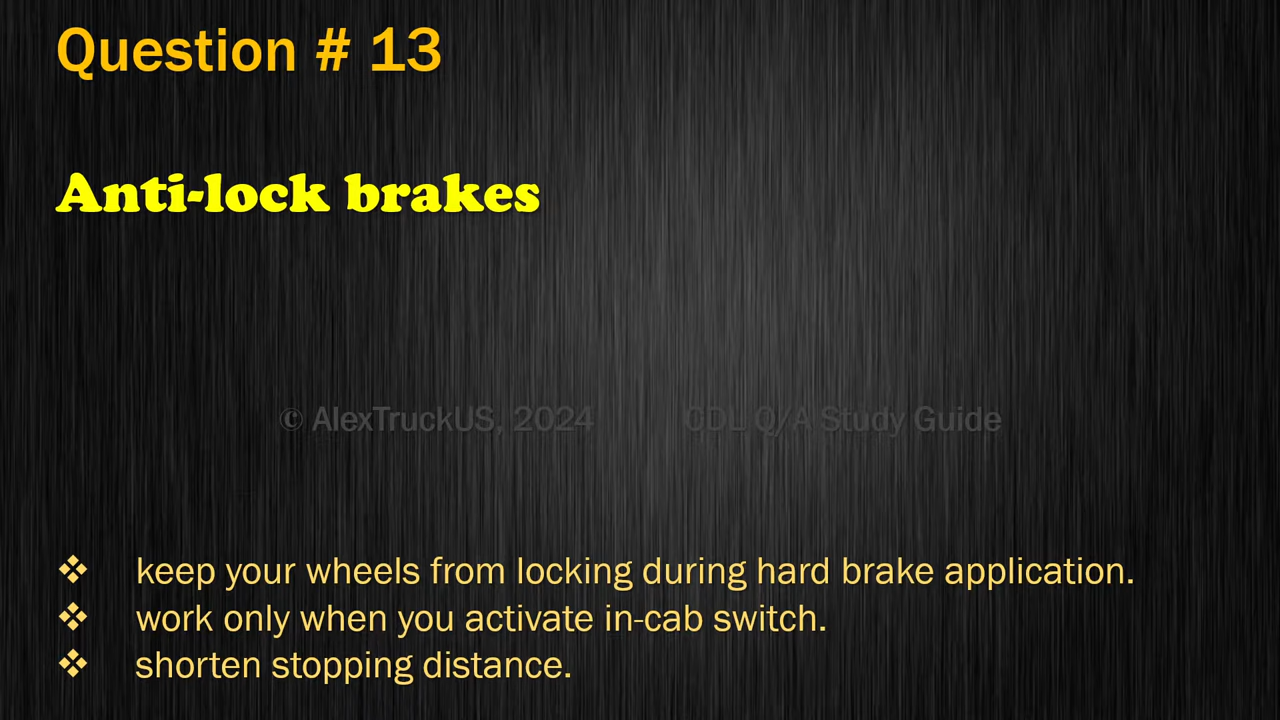 Question # 13
Anti-lock brakes
© AlexTruckUS, 2024 CDL Q/A Study Guide
❖ keep your wheels from locking during hard brake application.
❖ work only when you activate in-cab switch.
❖ shorten stopping distance.